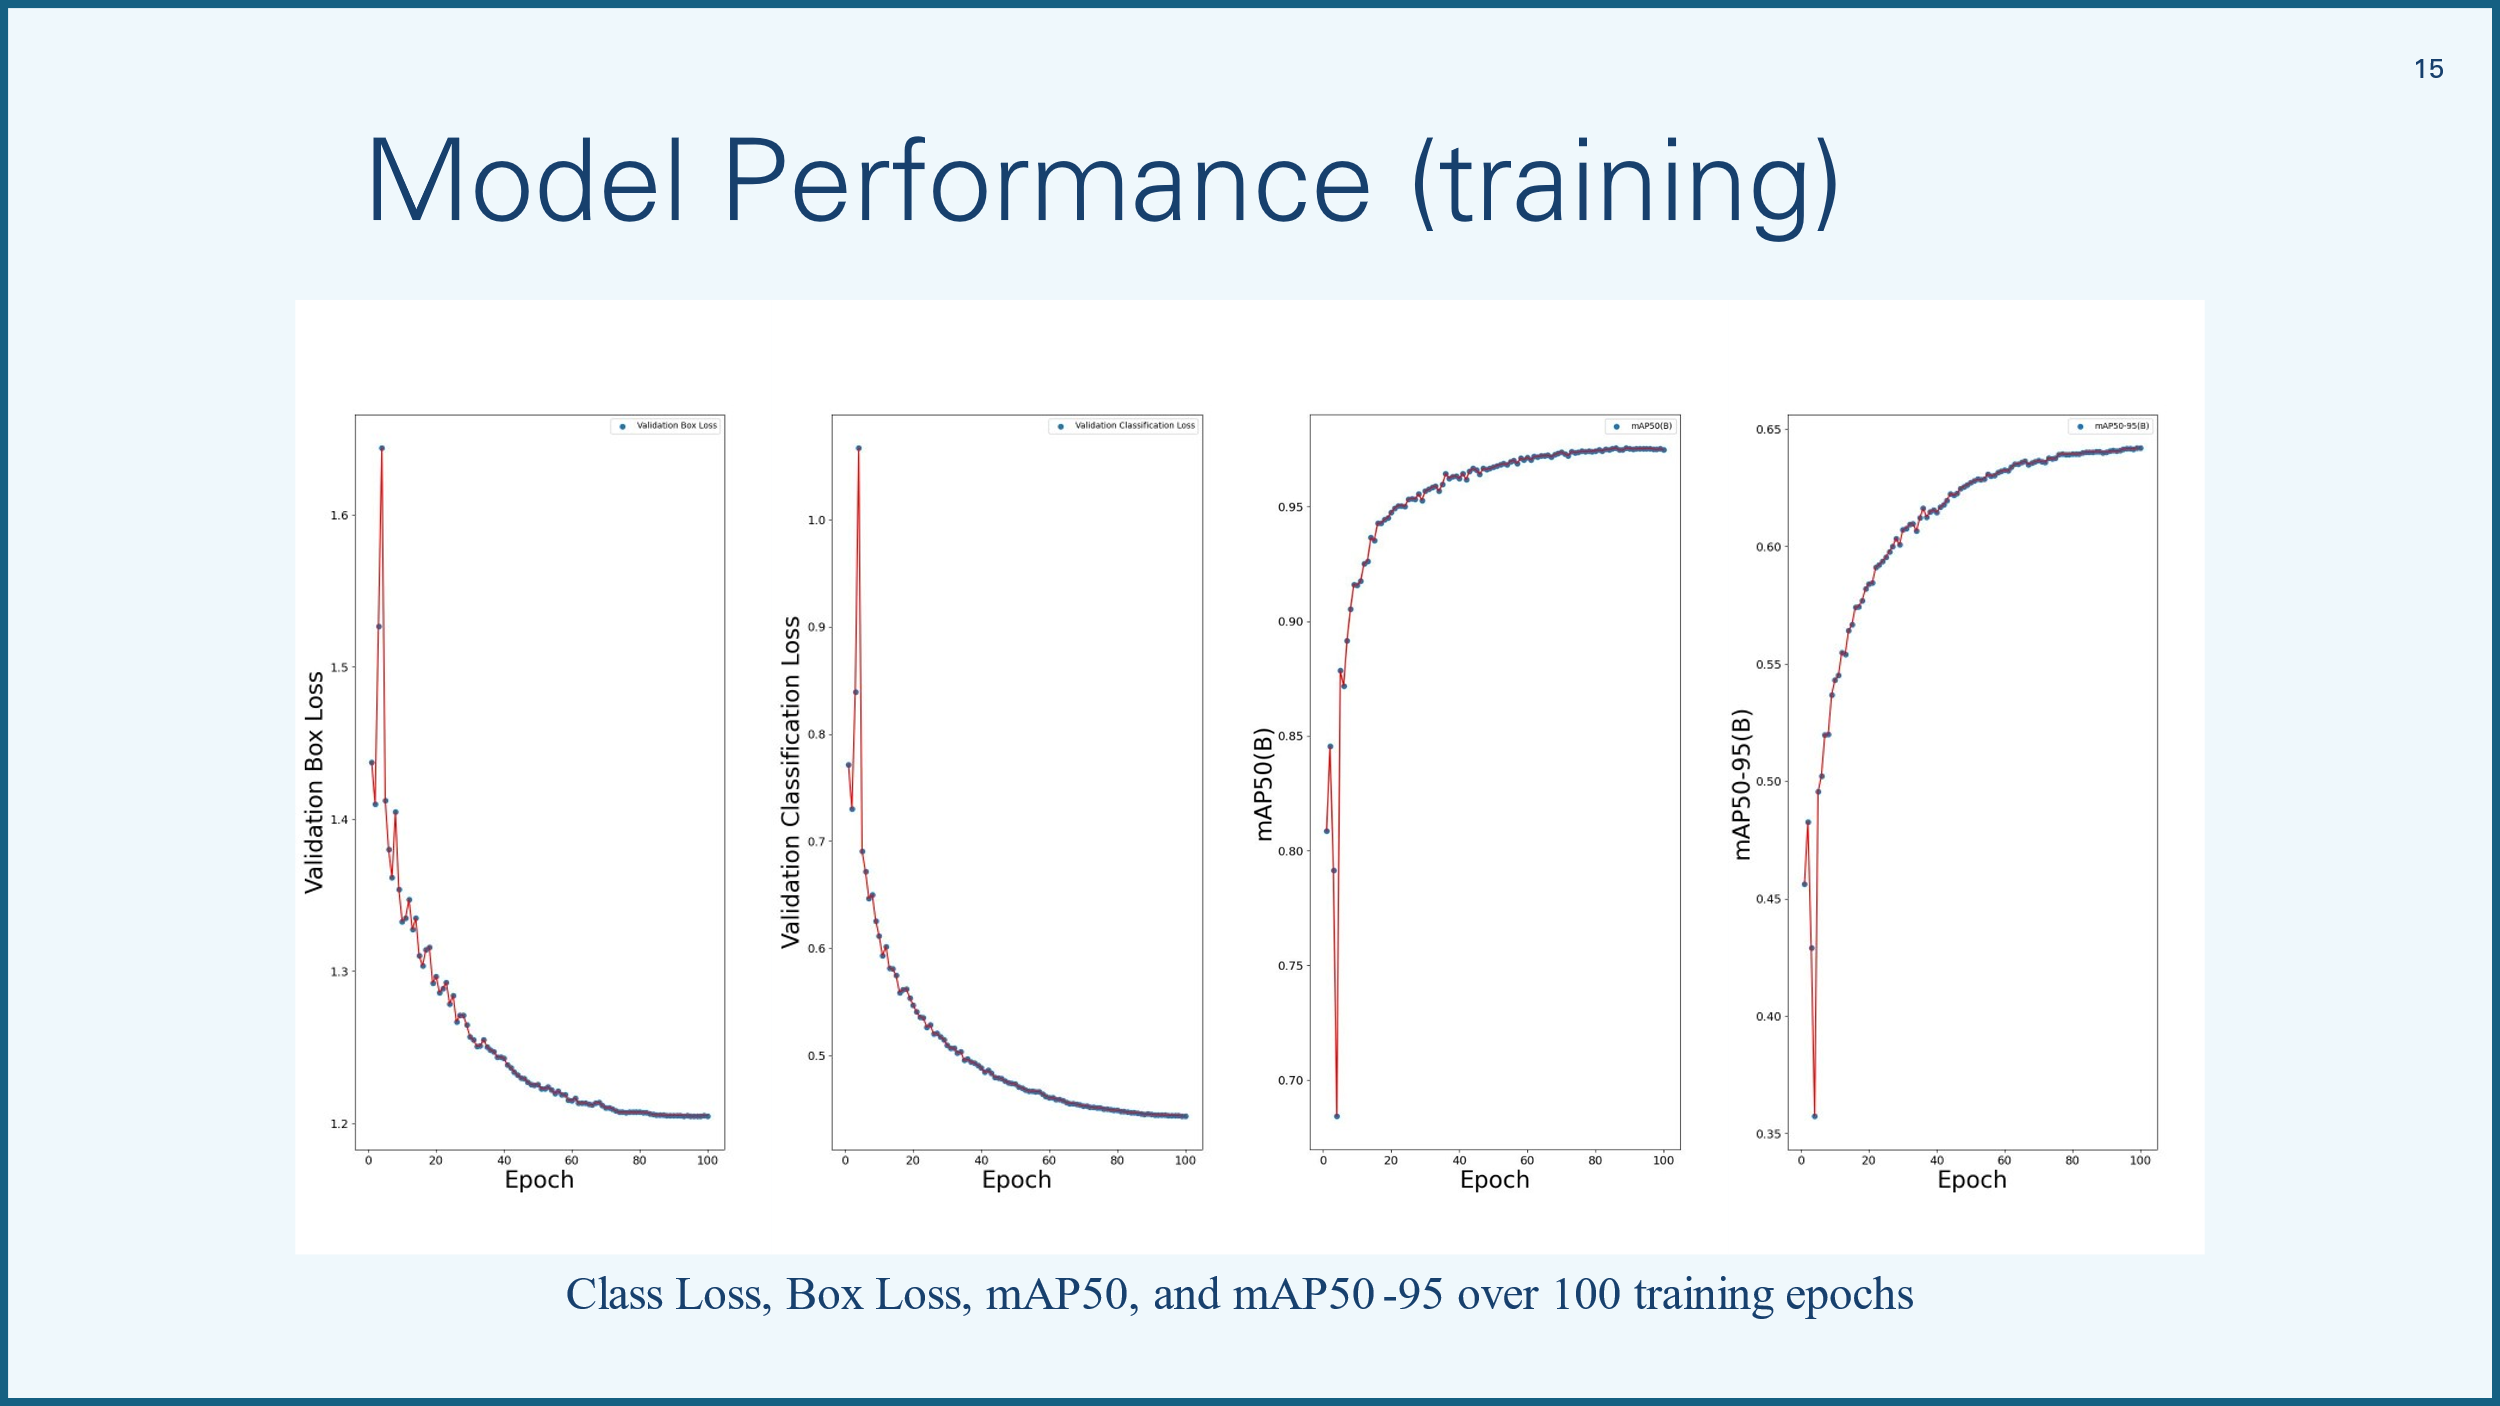 15
Model Performance (training)
Validation Box Loss
1.6
1.5
1.4
1.3
1.2
0 20 40 60 80 100
Epoch
Validation Box Loss
Validation Classification Loss
1.0
0.9
0.8
0.7
0.6
0.5
0 20 40 60 80 100
Epoch
Validation Classification Loss
mAP50(B)
0.95
0.90
0.85
0.80
0.75
0.70
0 20 40 60 80 100
Epoch
mAP50(B)
mAP50-95(B)
0.65
0.60
0.55
0.50
0.45
0.40
0.35
0 20 40 60 80 100
Epoch
mAP50-95(B)
Class Loss, Box Loss, mAP50, and mAP50-95 over 100 training epochs